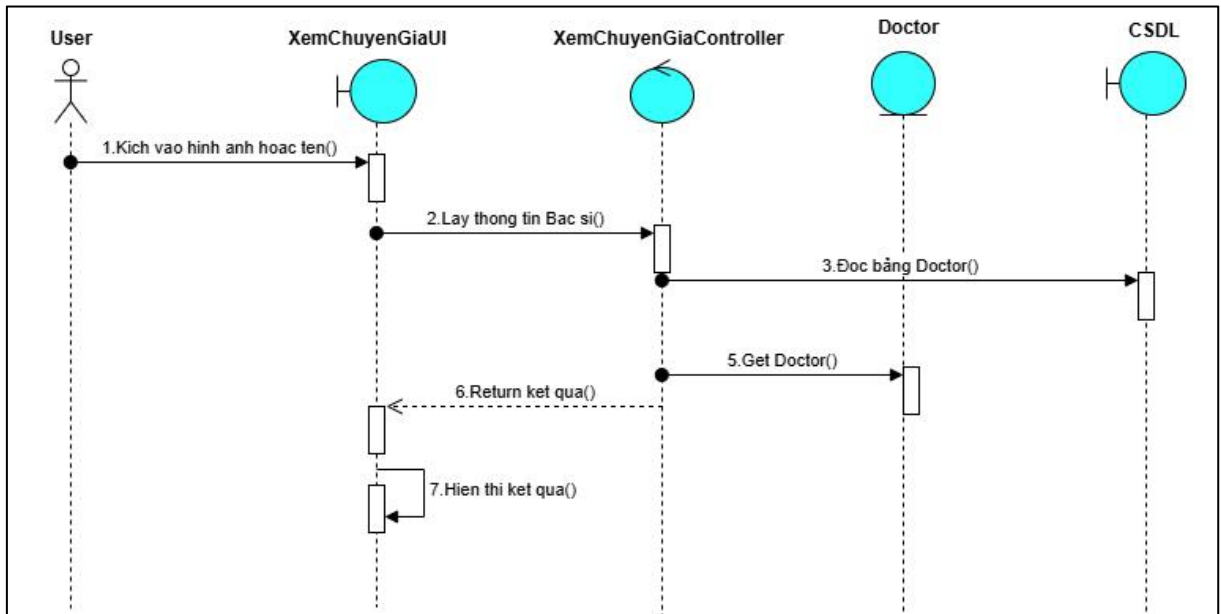 User
XemChuyenGiaUI
XemChuyenGiaController
Doctor
CSDL
1.Kich vao hinh anh hoac ten()
2.Lay thong tin Bac si()
3.Đoc bảng Doctor()
5.Get Doctor()
6.Return ket qua()
7.Hien thi ket qua()